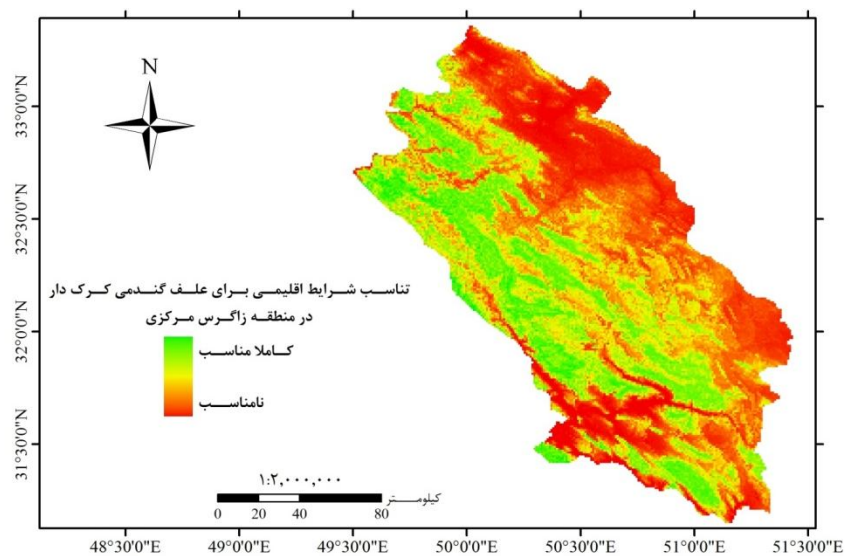 N
33°0'0"N
32°30'0"N
32°0'0"N
31°30'0"N
تناسب شرایط اقلیمی برای علف گندمی کرک دار
در منطقه زاگرس مرکزی
کاملا مناسب
نامناسب
۱:۲,۰۰۰,۰۰۰
کیلومتر
0 20 40 80
48°30'0"E 49°0'0"E 49°30'0"E 50°0'0"E 50°30'0"E 51°0'0"E 51°30'0"E